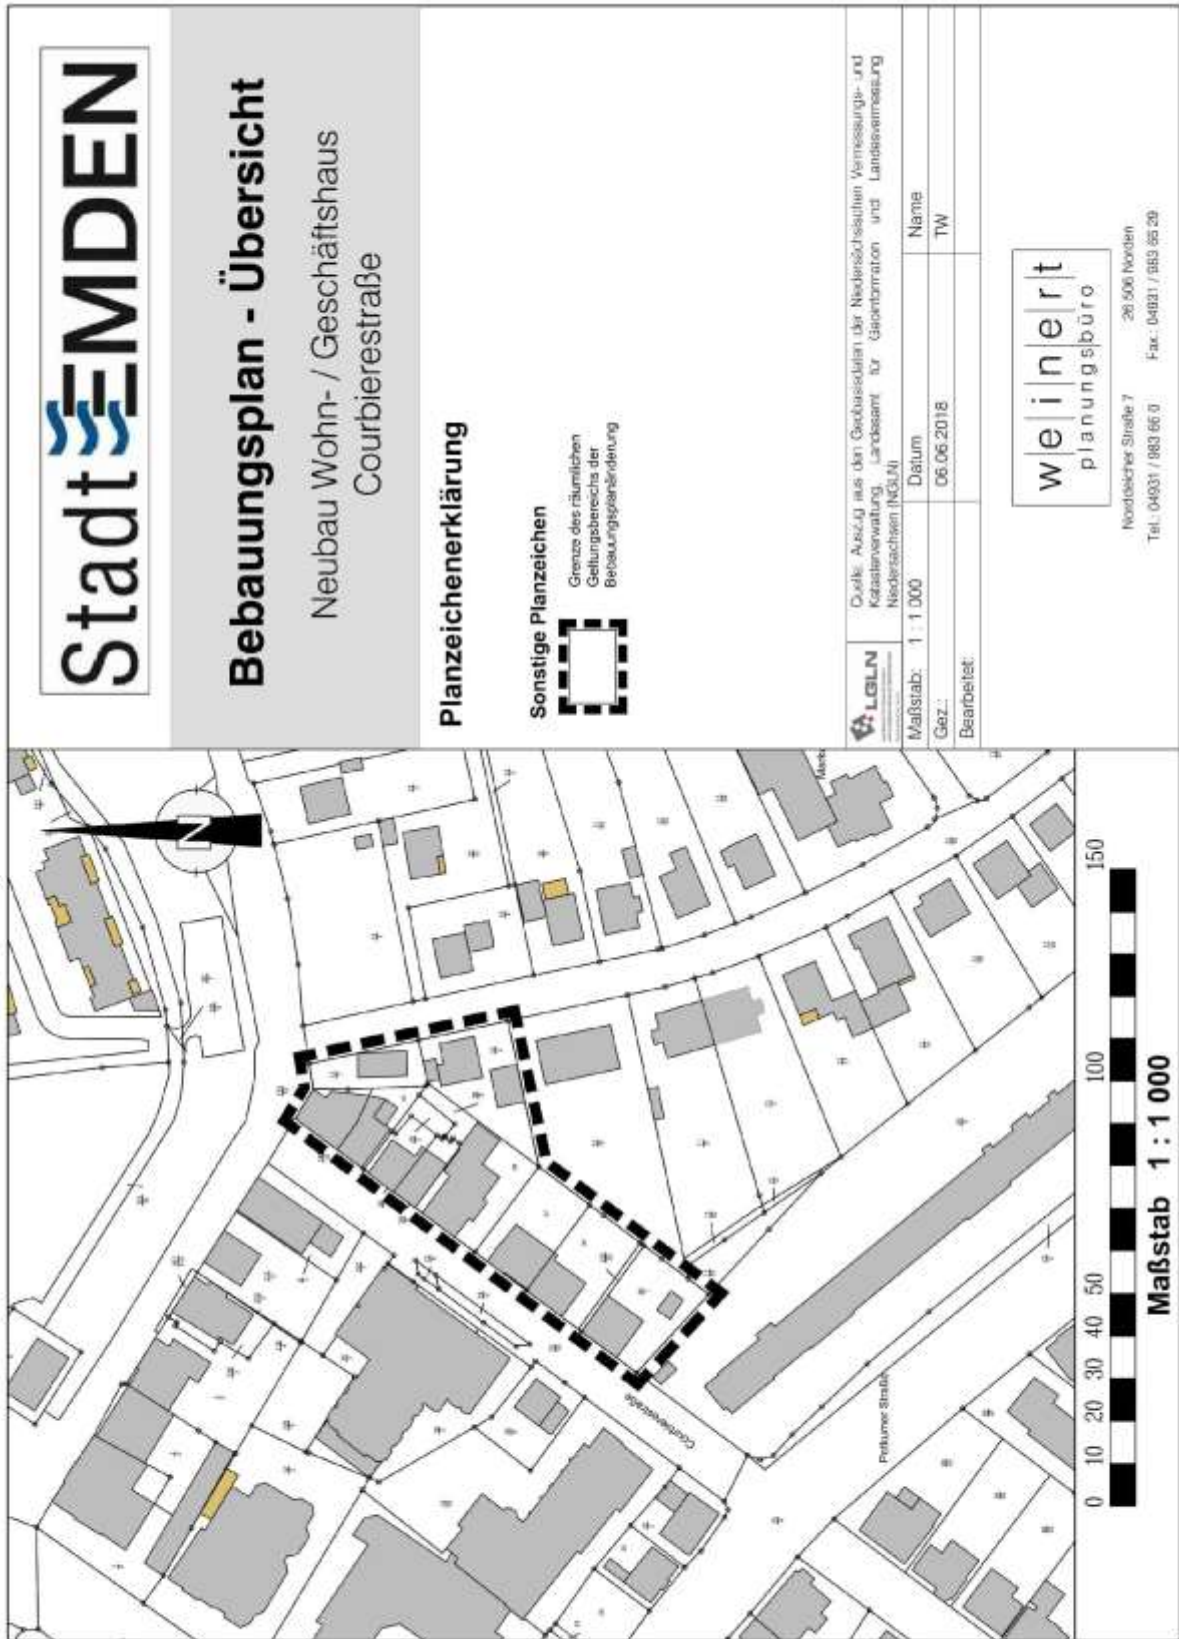 Stadt EMDEN
Bebauungsplan - Übersicht
Neubau Wohn- / Geschäftshaus
Courbierestraße
Planzeichenerklärung
Sonstige Planzeichen
Grenze des räumlichen
Geltungsbereichs der
Bebauungsplanänderung
LGLN
Quelle: Auszug aus den Geobasisdaten der Niedersächsischen Vermessungs- und
Katasterverwaltung, Landesamt für Geoinformation und Landesvermessung
Niedersachsen (NGLN)
Maßstab: 1 : 1 000
Datum
Name
Gez.:
06.06.2018
TW
Bearbeitet:
weinert
planungsbüro
Norddeicher Straße 7
26 506 Norden
Tel.: 04931 / 983 66 0
Fax.: 04931 / 983 66 29
N
Courbierestraße
Petkumer Straße
0 10 20 30 40 50 100 150
Maßstab 1 : 1 000